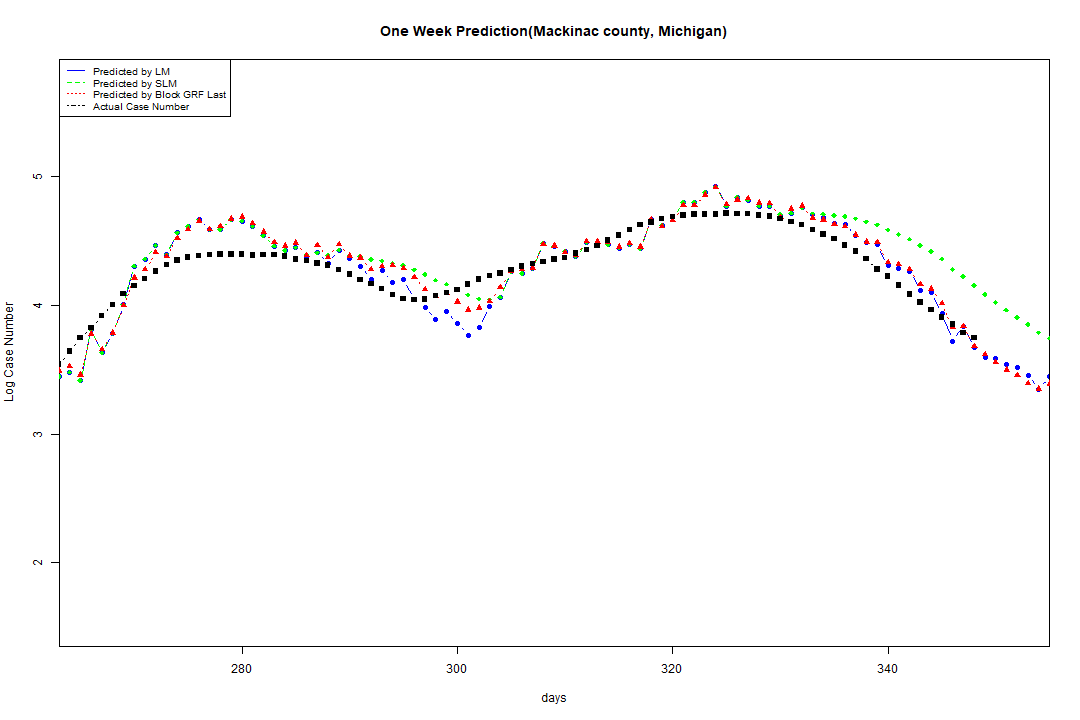 One Week Prediction(Mackinac county, Michigan)
Predicted by LM
Predicted by SLM
Predicted by Block GRF Last
Actual Case Number
5
4
3
2
Log Case Number
280 300 320 340
days